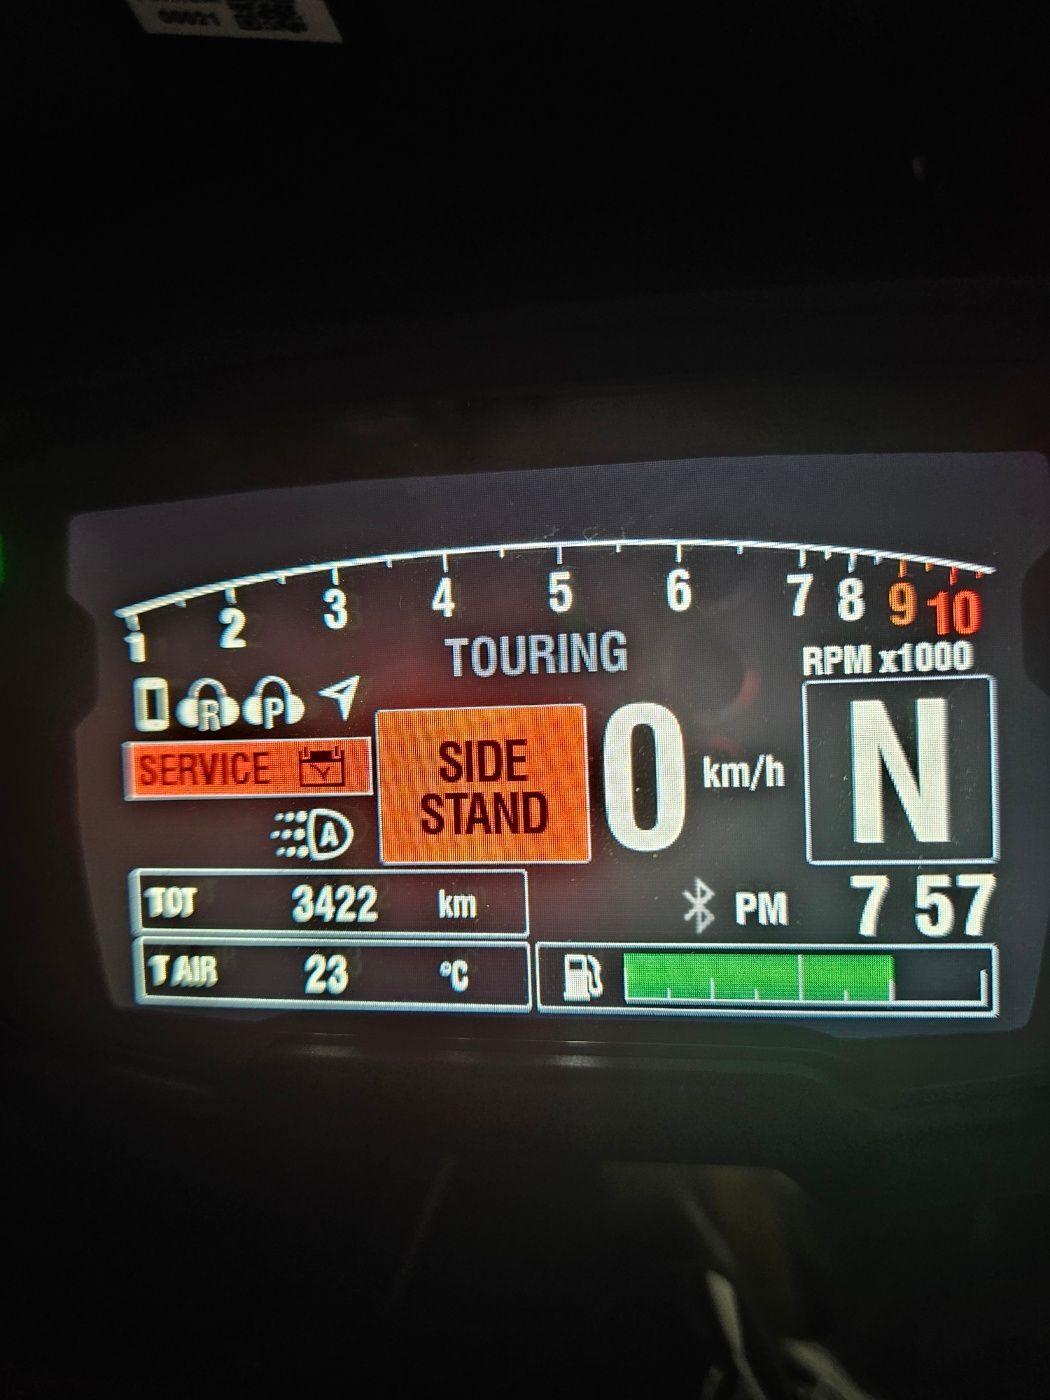 00021
1 2 3 4 5 6 7 8 9 10
TOURING
RPM x1000
R P
SERVICE
SIDE
STAND
0 km/h
N
A
TOT 3422 km
PM 7 57
T AIR 23 °C